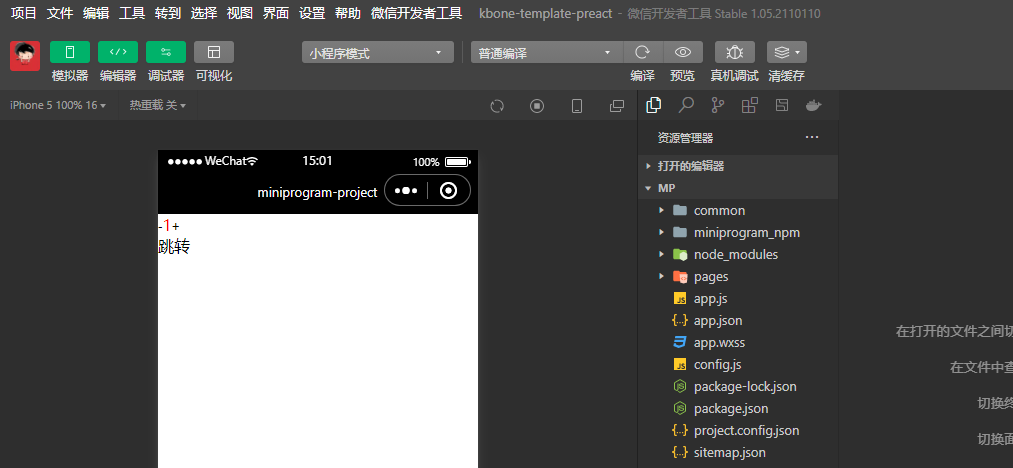 项目 文件 编辑 工具 转到 选择 视图 界面 设置 帮助 微信开发者工具 kbone-template-preact - 微信开发者工具 Stable 1.05.2110110
小程序模式 普通编译
模拟器 编辑器 调试器 可视化 编译 预览 真机调试 清缓存
iPhone 5 100% 16 热重载 关
资源管理器
WeChat 15:01 100%
miniprogram-project
-1+
跳转
打开的编辑器
MP
common
miniprogram_npm
node_modules
pages
app.js
app.json
app.wxss
config.js
package-lock.json
package.json
project.config.json
sitemap.json
在打开的文件之间切
在文件中查
切换终
切换面